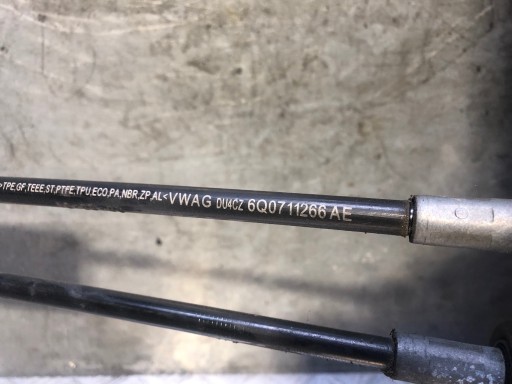 >TPE,GF,TEEE,ST,PTFE,TPU,ECO,PA,NBR,ZP,AL<VWAG DU4CZ 6Q0711266 AE